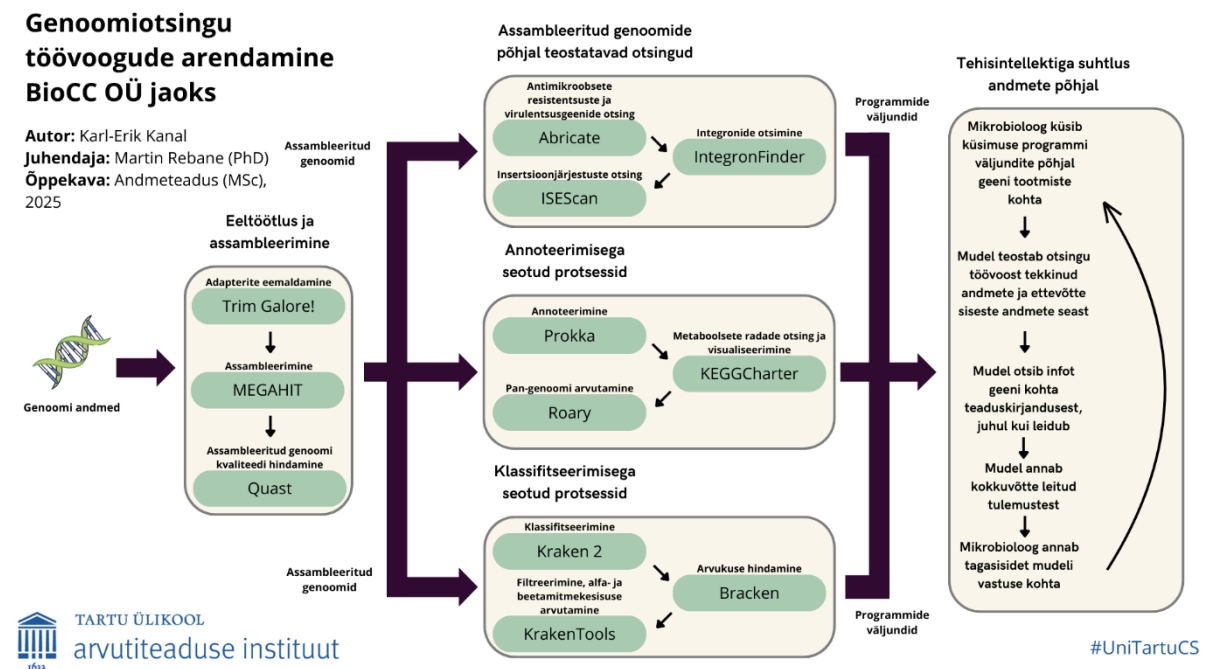 Genoomiotsingu
töövoogude arendamine
BioCC OÜ jaoks
Autor: Karl-Erik Kanal
Juhendaja: Martin Rebane (PhD)
Õppekava: Andmeteadus (MSc),
2025
Genoomi andmed
Eeltöötlus ja
assambleerimine
Adapterite eemaldamine
Trim Galore!
Assambleerimine
MEGAHIT
Assambleeritud genoomi
kvaliteedi hindamine
Quast
Assambleeritud
genoomid
Assambleeritud
genoomid
Assambleeritud genoomide
põhjal teostatavad otsingud
Antimikroobsete
resistentsuste ja
virulentsusgeenide otsing
Abricate
Integronide otsimine
IntegronFinder
Insertsioonjärjestuste otsing
ISEScan
Annoteerimisega
seotud protsessid
Annoteerimine
Prokka
Metaboolsete radade otsing ja
visualiseerimine
KEGGCharter
Pan-genoomi arvutamine
Roary
Klassifitseerimisega
seotud protsessid
Klassifitseerimine
Kraken 2
Arvukuse hindamine
Bracken
Filtreerimine, alfa- ja
beetamitmekesisuse
arvutamine
KrakenTools
Programmide
väljundid
Programmide
väljundid
Tehisintellektiga suhtlus
andmete põhjal
Mikrobioloog küsib
küsimuse programmi
väljundite põhjal
geeni tootmiste
kohta
Mudel teostab otsingu
töövoost tekkinud
andmete ja ettevõtte
siseste andmete seast
Mudel otsib infot
geeni kohta
teaduskirjandusest,
juhul kui leidub
Mudel annab
kokkuvõtte leitud
tulemustest
Mikrobioloog annab
tagasisidet mudeli
vastuse kohta
1632
TARTU ÜLIKOOL
arvutiteaduse instituut
#UniTartuCS